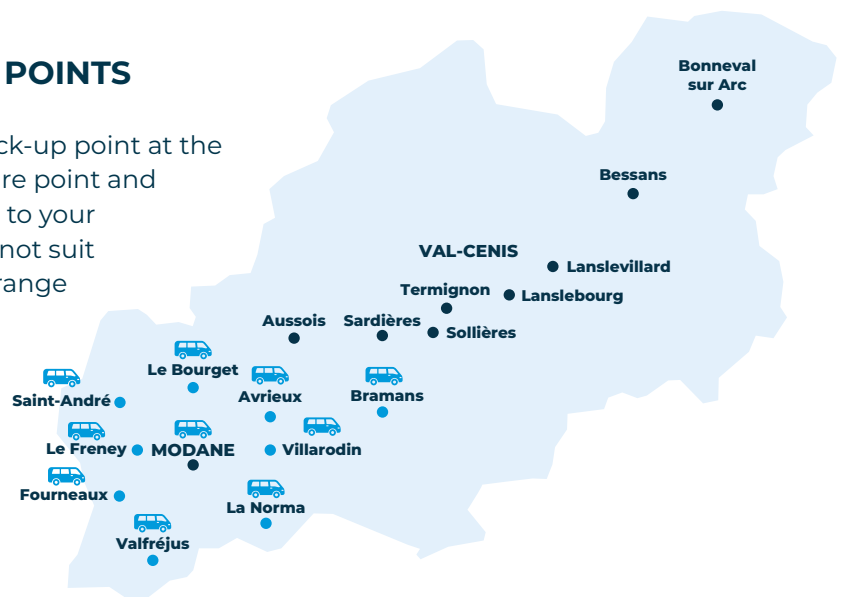 POINTS
ck-up point at the
re point and
to your
not suit
range
Bonneval
sur Arc
Bessans
VAL-CENIS
Lanslevillard
Termignon
Lanslebourg
Aussois
Sardières
Sollières
Le Bourget
Saint-André
Avrieux
Bramans
Le Freney
MODANE
Villarodin
Fourneaux
La Norma
Valfréjus